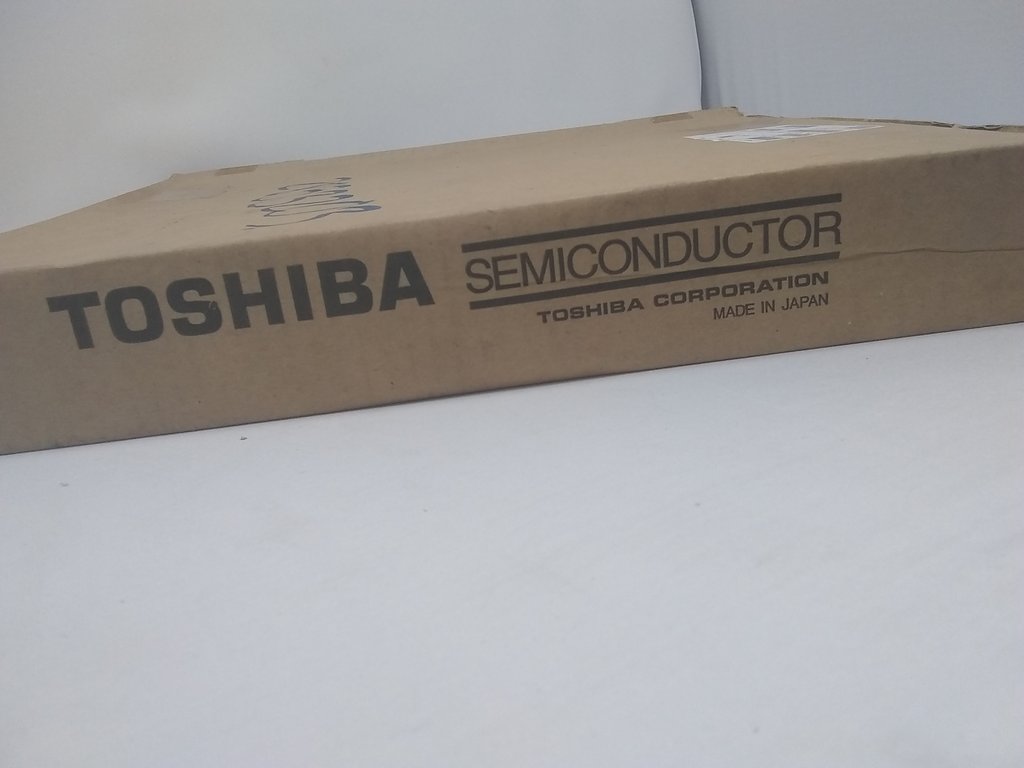 TOSHIBA
SEMICONDUCTOR
TOSHIBA CORPORATION
MADE IN JAPAN